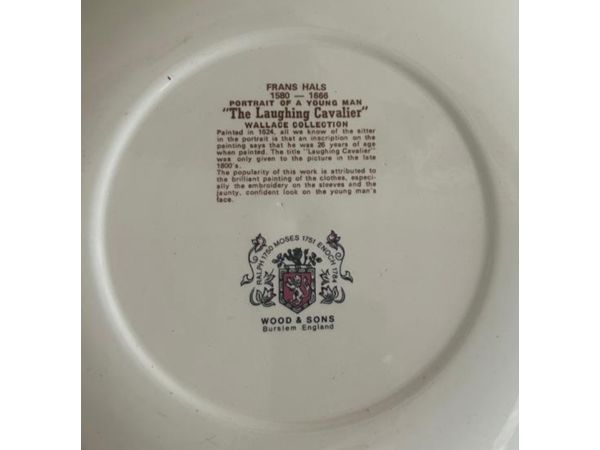 FRANS HALS
1580 — 1666
PORTRAIT OF A YOUNG MAN
"The Laughing Cavalier"
WALLACE COLLECTION
Painted in 1624, all we know of the sitter
in the portrait is that an inscription on the
painting says that he was 26 years of age
when painted. The title "Laughing Cavalier"
was only given to the picture in the late
1800's.
The popularity of this work is attributed to
the brilliant painting of the clothes, especi-
ally the embroidery on the sleeves and the
jaunty, confident look on the young man's
face.
RALPH 1750 MOSES 1751 ENOCH 1784
WOOD & SONS
Burslem England